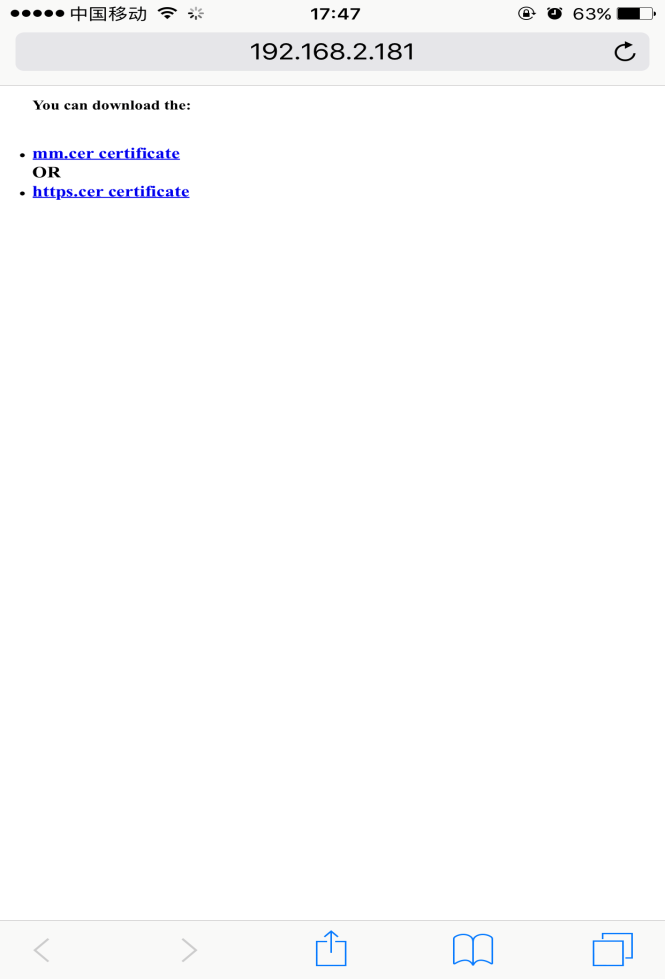 中国移动 17:47 63%
192.168.2.181
You can download the:
mm.cer certificate
OR
https.cer certificate